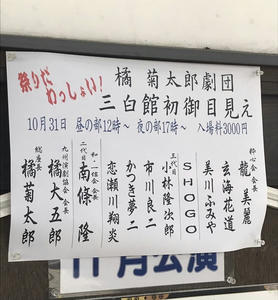 祭りだ
わっしょい!
橘 菊太郎劇団
三白館初御目見え
10月31日 昼の部12時～ 夜の部17時～ 入場料3000円
粋心会 会長
龍 美麗
玄海花道
美川ふみや
SHOGO
三代目
小林隆次郎
市川良二
かつき夢二
恋瀬川翔炎
和一座 会長
二代目
南條 隆
九州演劇協会 会長
橘大五郎
総座長
橘菊太郎
11月公演